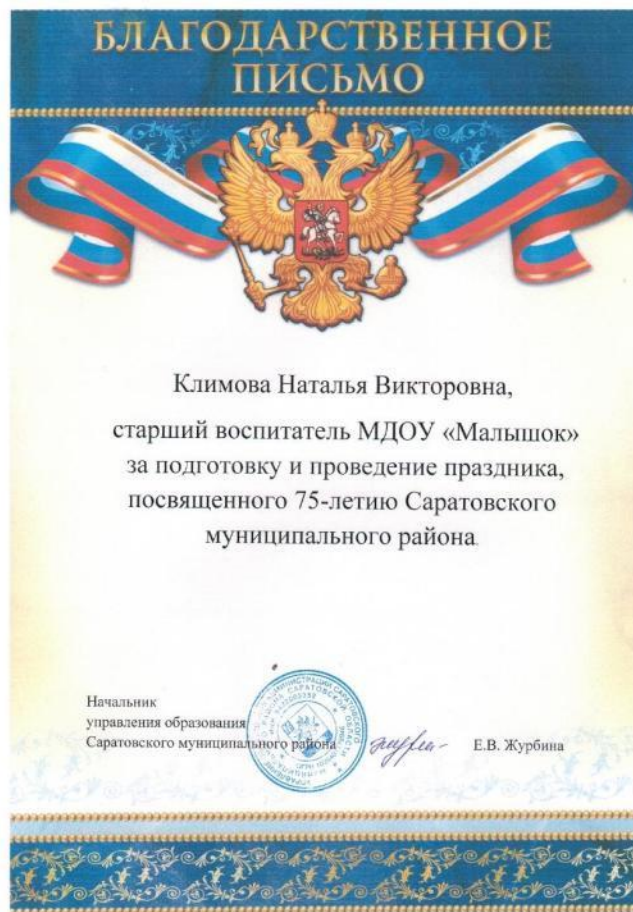 БЛАГОДАРСТВЕННОЕ
ПИСЬМО
Климова Наталья Викторовна,
старший воспитатель МДОУ «Малышок»
за подготовку и проведение праздника,
посвященного 75-летию Саратовского
муниципального района
Начальник
управления образования
Саратовского муниципального района
Е.В. Журбина